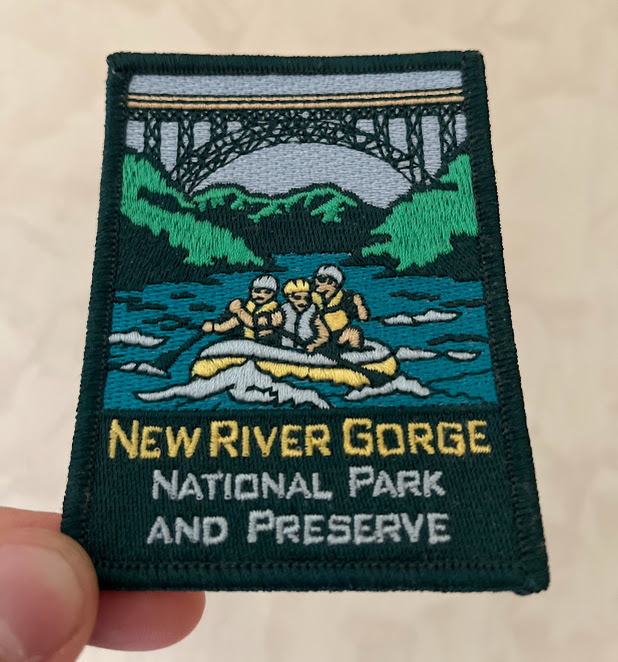 New River Gorge
National Park
and Preserve